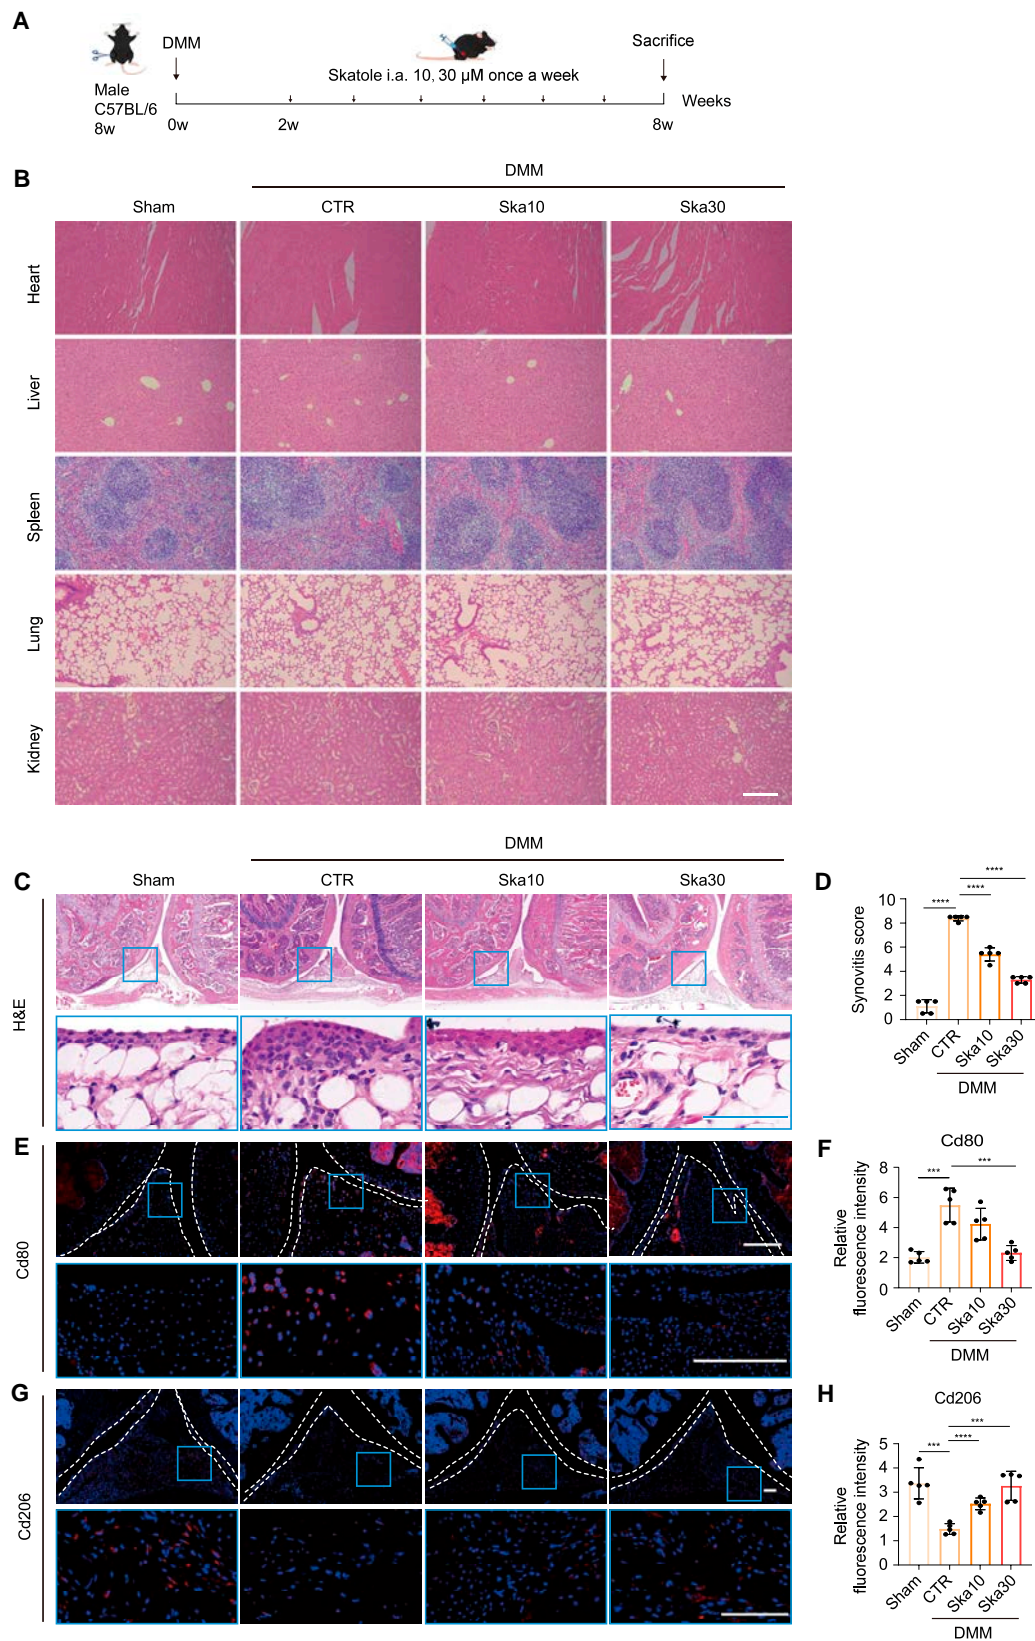 A
DMM
Sacrifice
Skatole i.a. 10, 30 µM once a week
Male
C57BL/6
8w
0w
2w
8w
Weeks
B
DMM
Sham
CTR
Ska10
Ska30
Heart
Liver
Spleen
Lung
Kidney
DMM
C
Sham
CTR
Ska10
Ska30
H&E
D
Synovitis score
10
8
6
4
2
0
****
****
****
Sham
CTR
Ska10
Ska30
DMM
E
Cd80
F
Cd80
Relative
fluorescence intensity
8
6
4
2
0
***
***
Sham
CTR
Ska10
Ska30
DMM
G
Cd206
H
Cd206
Relative
fluorescence intensity
5
4
3
2
1
0
***
****
***
Sham
CTR
Ska10
Ska30
DMM